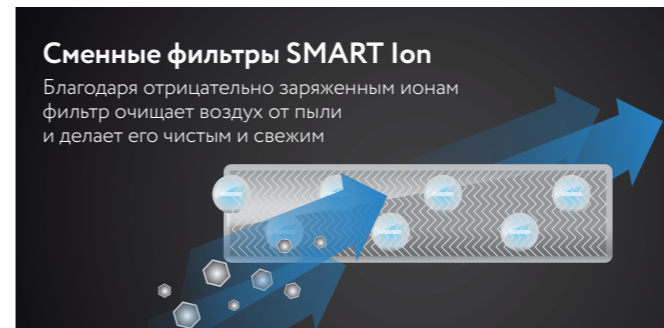 Сменные фильтры SMART Ion
Благодаря отрицательно заряженным ионам
фильтр очищает воздух от пыли
и делает его чистым и свежим